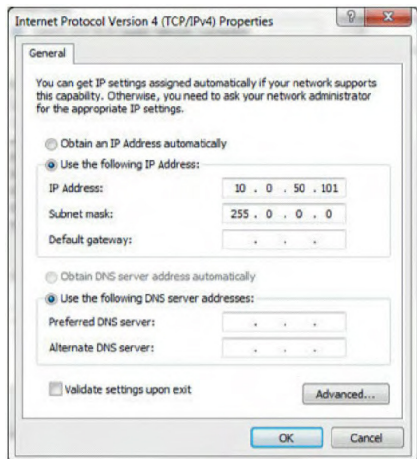 Internet Protocol Version 4 (TCP/IPv4) Properties
General
You can get IP settings assigned automatically if your network supports
this capability. Otherwise, you need to ask your network administrator
for the appropriate IP settings.
Obtain an IP Address automatically
Use the following IP Address:
IP Address: 10 . 0 . 50 . 101
Subnet mask: 255 . 0 . 0 . 0
Default gateway: . . .
Obtain DNS server address automatically
Use the following DNS server addresses:
Preferred DNS server: . . .
Alternate DNS server: . . .
Validate settings upon exit
Advanced...
OK Cancel